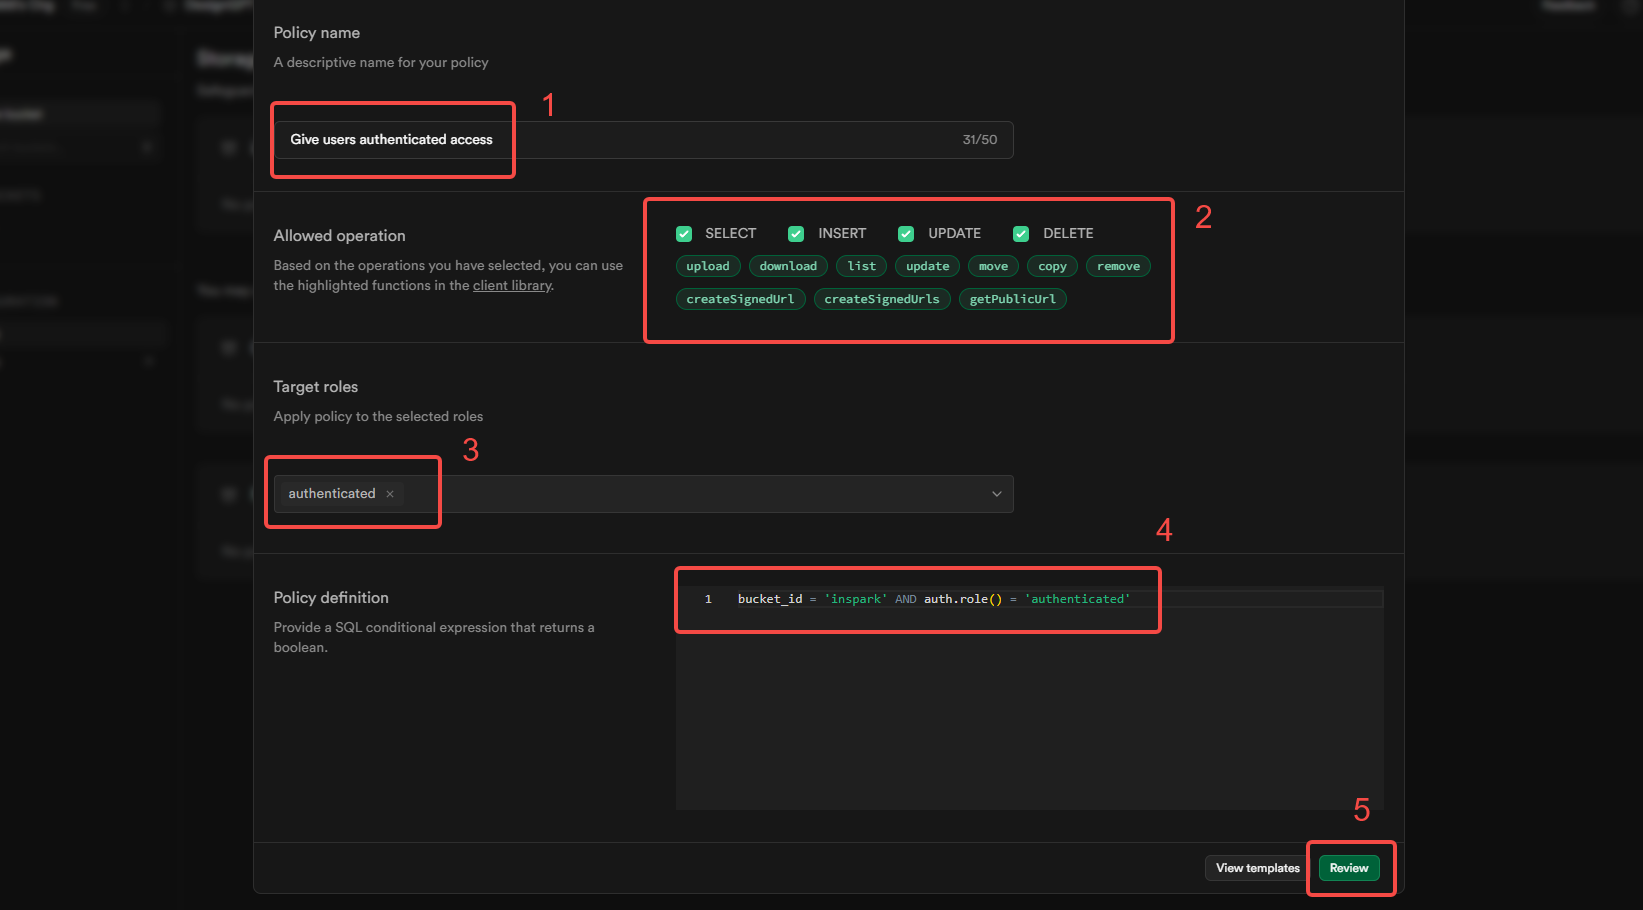 Policy name
A descriptive name for your policy
1
Give users authenticated access
31/50
2
Allowed operation
Based on the operations you have selected, you can use
the highlighted functions in the client library.
SELECT INSERT UPDATE DELETE
upload download list update move copy remove
createSignedUrl createSignedUrls getPublicUrl
Target roles
Apply policy to the selected roles
3
authenticated ×
4
Policy definition
Provide a SQL conditional expression that returns a
boolean.
1 bucket_id = 'inspark' AND auth.role() = 'authenticated'
5
View templates
Review